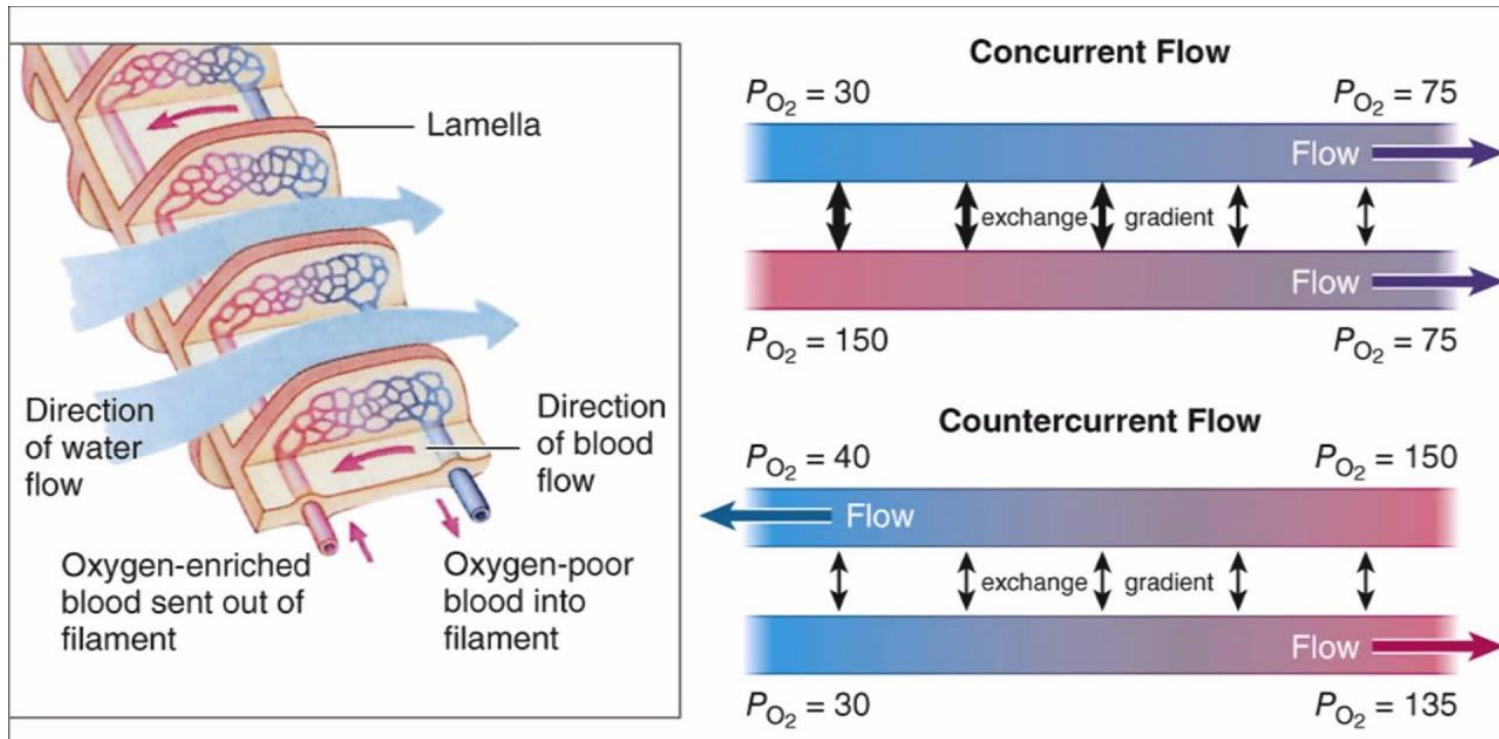 Lamella
Direction
of water
flow
Direction
of blood
flow
Oxygen-enriched
blood sent out of
filament
Oxygen-poor
blood into
filament
Concurrent Flow
PO2 = 30
PO2 = 75
Flow
exchange gradient
Flow
PO2 = 150
PO2 = 75
Countercurrent Flow
PO2 = 40
PO2 = 150
Flow
exchange gradient
Flow
PO2 = 30
PO2 = 135